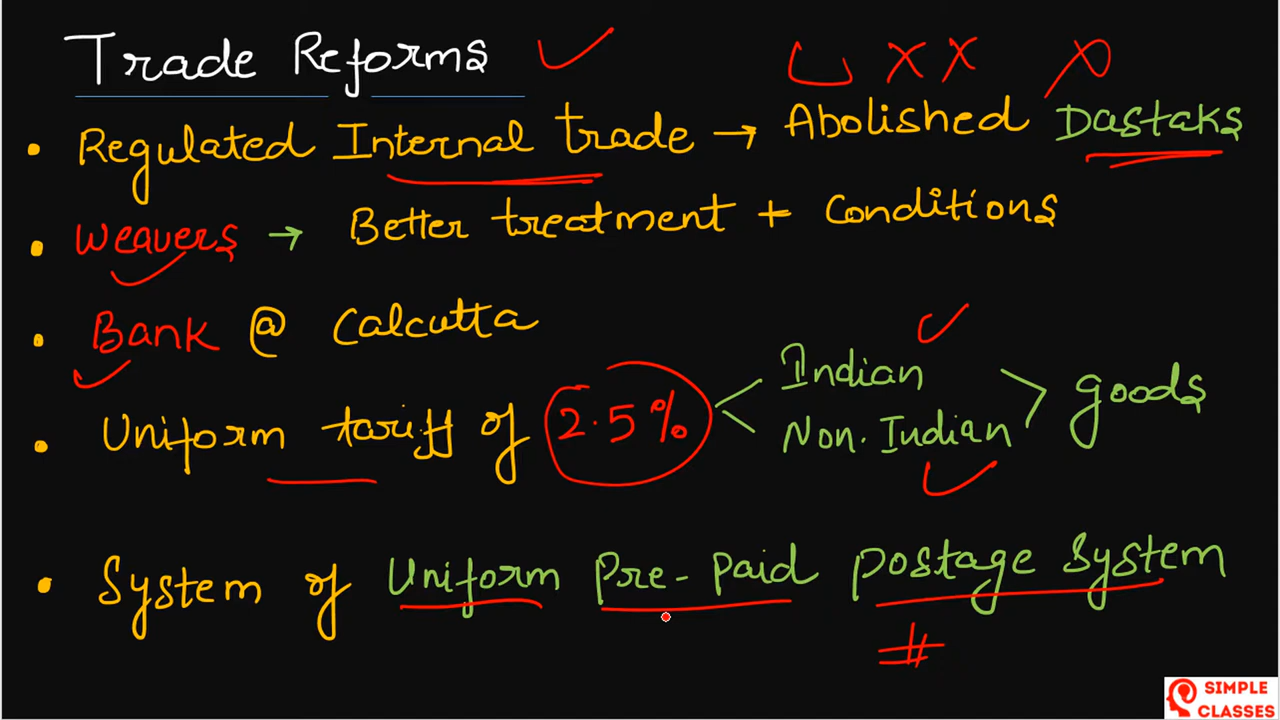 Trade Reforms
• Regulated Internal trade → Abolished Dastaks
• Weavers → Better treatment + Conditions
• Bank @ Calcutta
• Uniform tariff of 2.5% < Indian
Non. Indian > goods
• System of Uniform Pre-Paid Postage System
SIMPLE
CLASSES